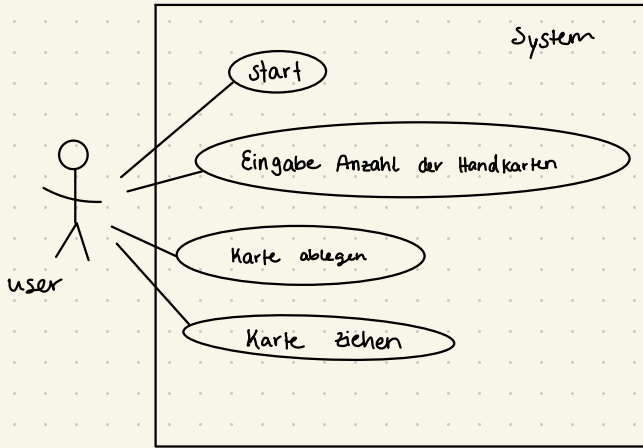 System
start
Eingabe Anzahl der Handkarten
Karte ablegen
user
Karte ziehen